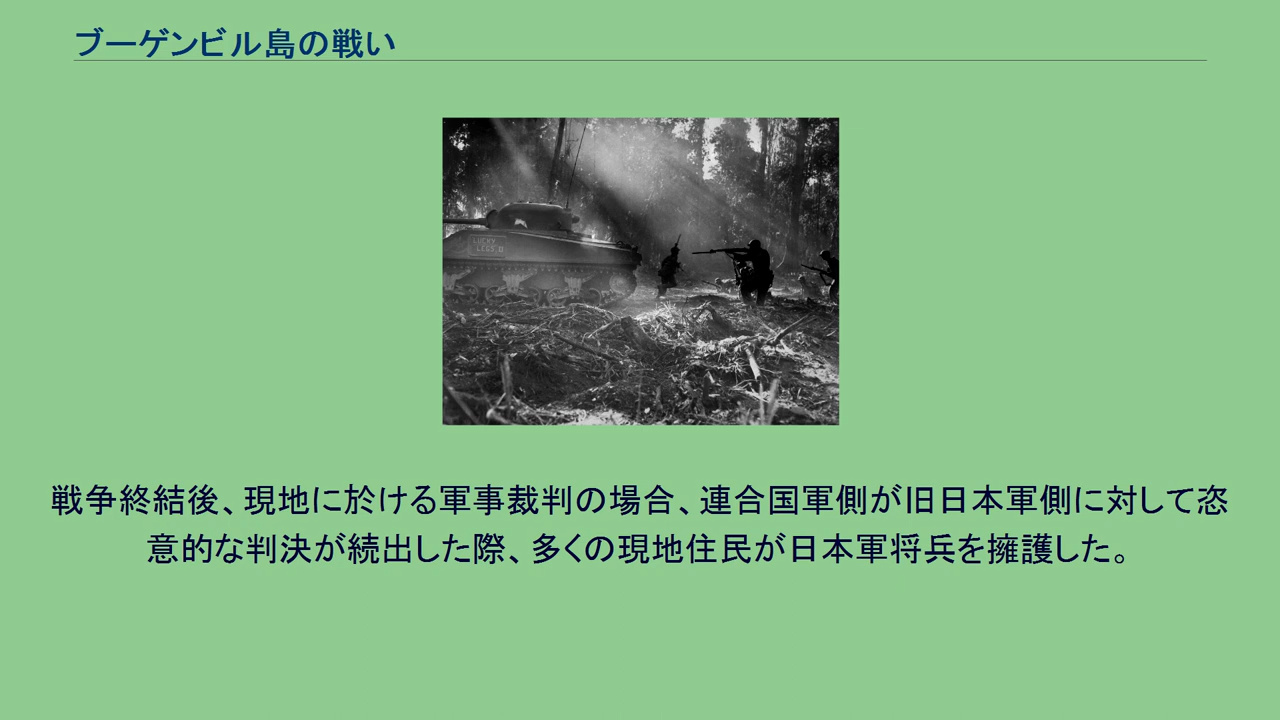 ブーゲンビル島の戦い
LUCKY
LEGS II
戦争終結後、現地に於ける軍事裁判の場合、連合国軍側が旧日本軍側に対して恣
意的な判決が続出した際、多くの現地住民が日本軍将兵を擁護した。